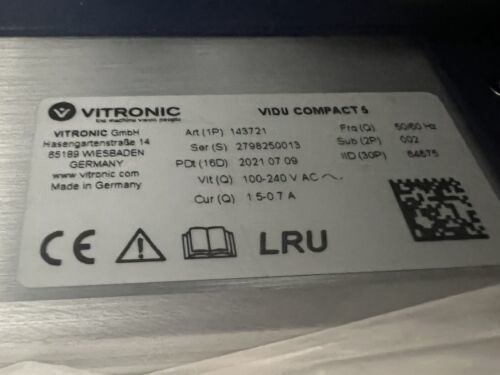 VITRONIC
the machine vision people
VIDU COMPACT 5
VITRONIC GmbH
Hasengartenstraße 14
65189 WIESBADEN
GERMANY
www.vitronic.com
Made in Germany
Art (1P) 143721
Ser (S) 2798250013
PDt (16D) 2021 07 09
Vlt (Q) 100-240 V AC
Cur (Q) 1.5-0.7 A
Frq (Q) 50/60 Hz
Sub (2P) 002
IID (30P) 64675
CE
LRU